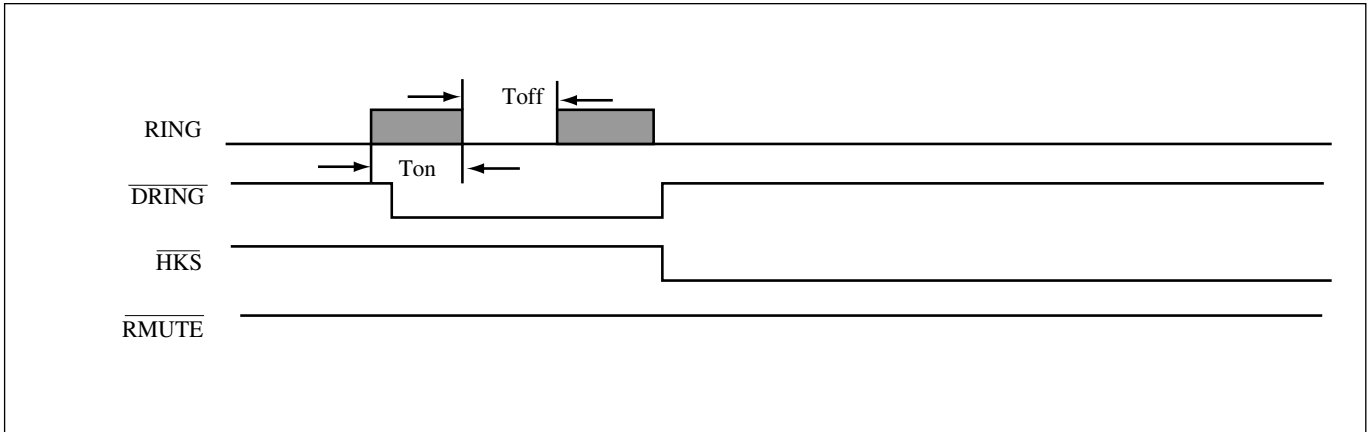 Toff
RING
Ton
DRING
HKS
RMUTE